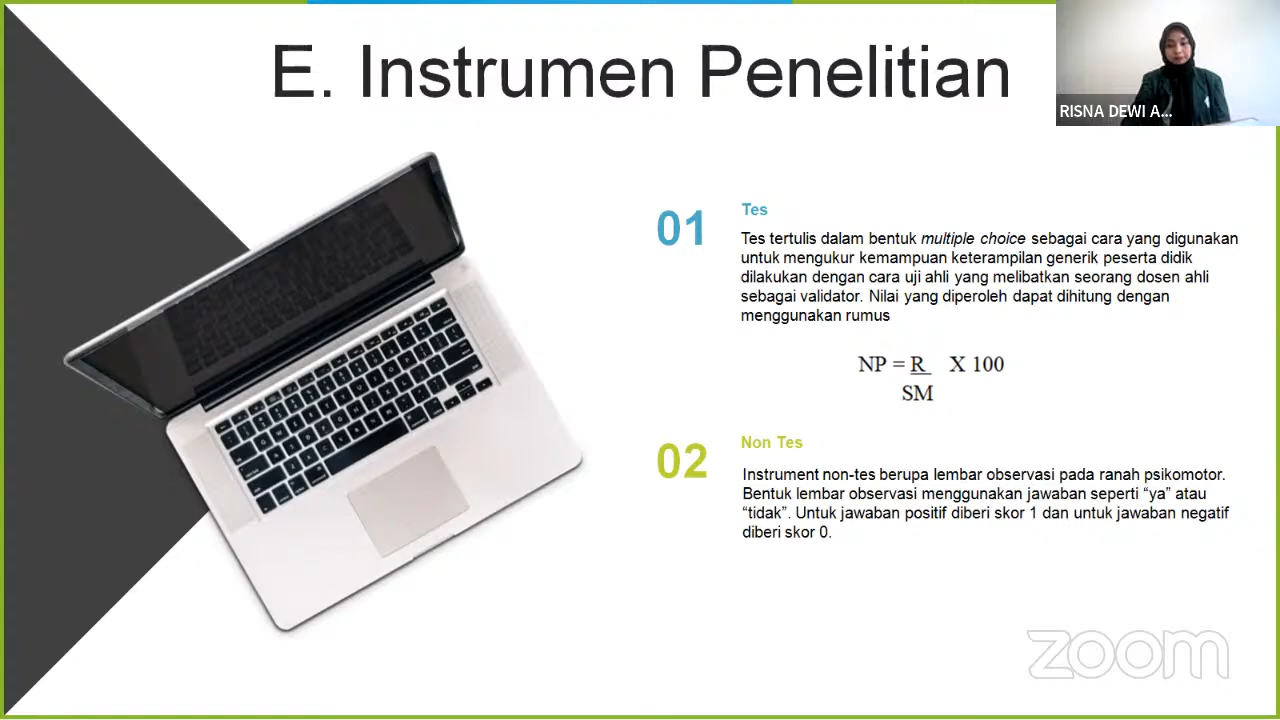 E. Instrumen Penelitian
RISNA DEWI A...
01
Tes
Tes tertulis dalam bentuk multiple choice sebagai cara yang digunakan
untuk mengukur kemampuan keterampilan generik peserta didik
dilakukan dengan cara uji ahli yang melibatkan seorang dosen ahli
sebagai validator. Nilai yang diperoleh dapat dihitung dengan
menggunakan rumus
NP = R X 100
SM
02
Non Tes
Instrument non-tes berupa lembar observasi pada ranah psikomotor.
Bentuk lembar observasi menggunakan jawaban seperti “ya” atau
“tidak”. Untuk jawaban positif diberi skor 1 dan untuk jawaban negatif
diberi skor 0.
zoom